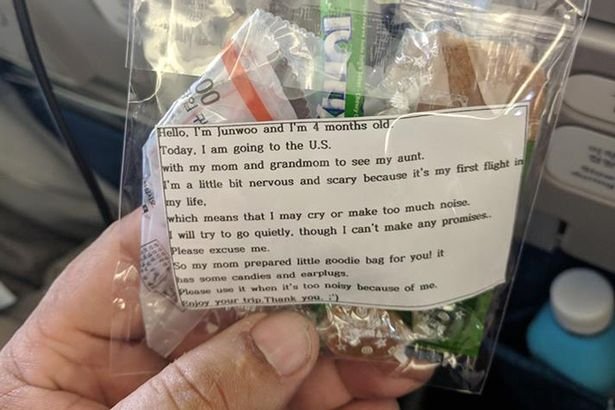 Hello, I'm Junwoo and I'm 4 months old.
Today, I am going to the U.S.
with my mom and grandmom to see my aunt.
I'm a little bit nervous and scary because it's my first flight in
my life,
which means that I may cry or make too much noise.
I will try to go quietly, though I can't make any promises..
Please excuse me.
So my mom prepared little goodie bag for you! it
has some candies and earplugs.
Please use it when it's too noisy because of me.
Enjoy your trip.Thank you. :')